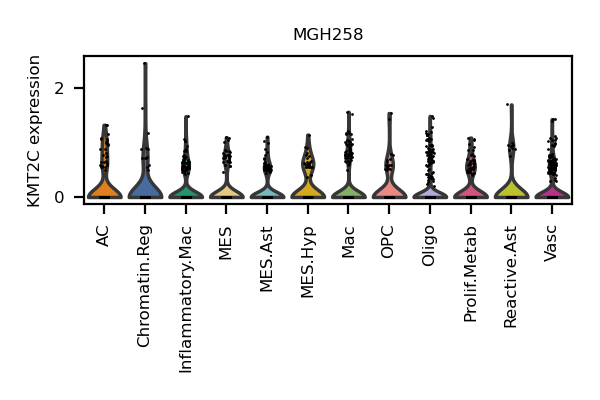 MGH258
KMT2C expression
2
0
AC
Chromatin.Reg
Inflammatory.Mac
MES
MES.Ast
MES.Hyp
Mac
OPC
Oligo
Prolif.Metab
Reactive.Ast
Vasc